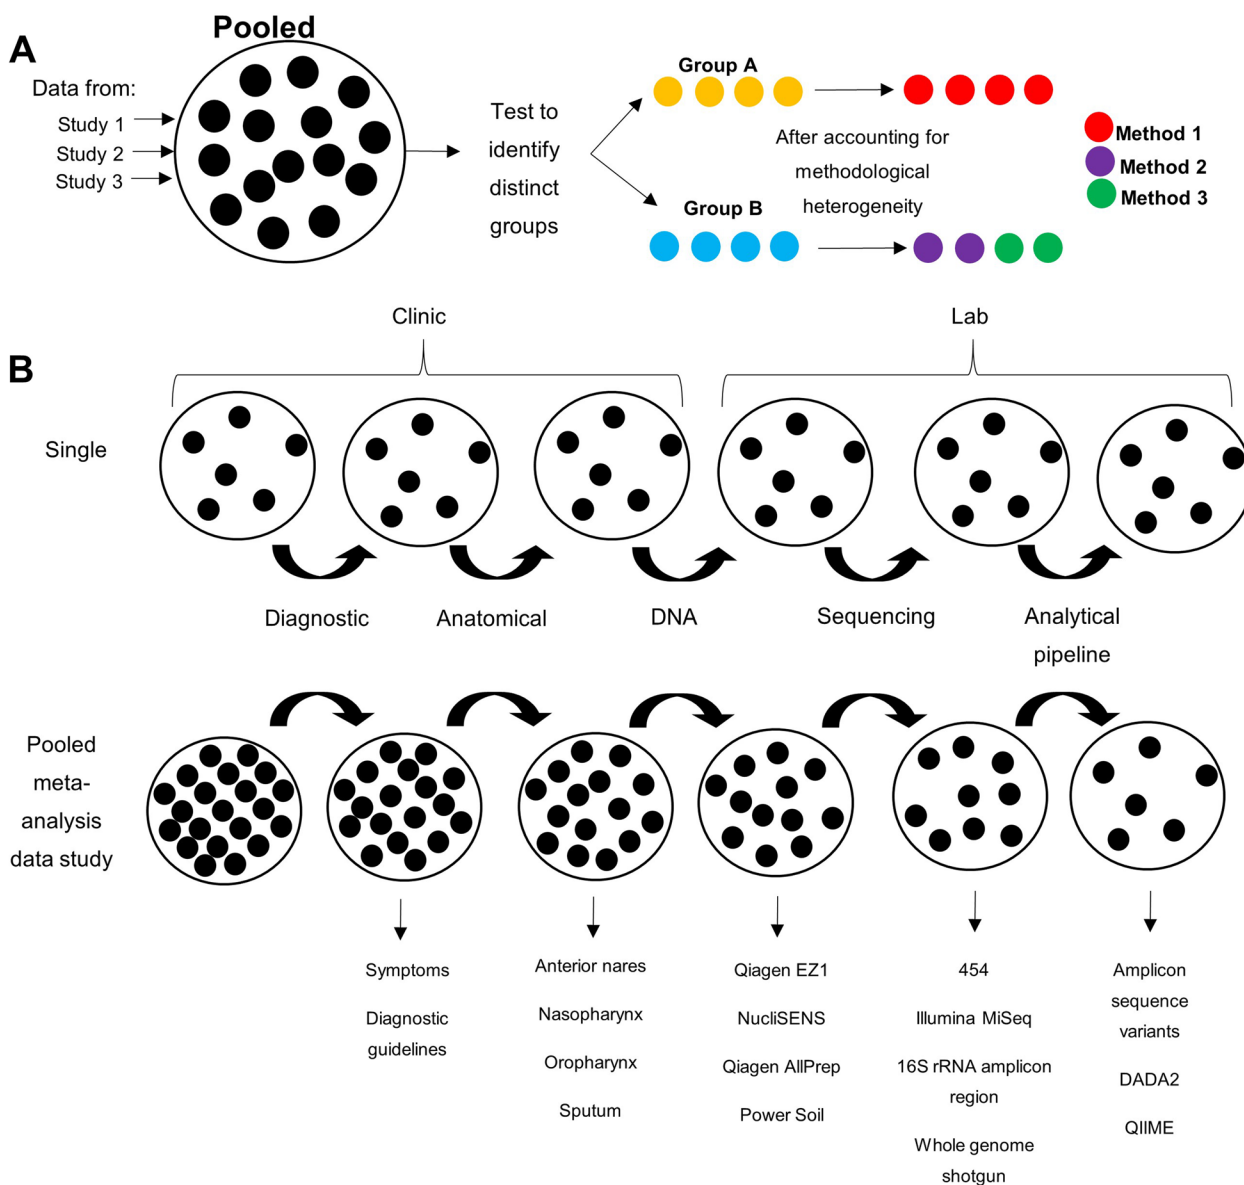 A
Pooled
Data from:
Study 1
Study 2
Study 3
Test to
identify
distinct
groups
Group A
After accounting for
methodological
heterogeneity
Group B
Method 1
Method 2
Method 3
B
Clinic
Lab
Single
Diagnostic
Anatomical
DNA
Sequencing
Analytical
pipeline
Pooled
meta-
analysis
data study
Symptoms
Diagnostic
guidelines
Anterior nares
Nasopharynx
Oropharynx
Sputum
Qiagen EZ1
NucliSENS
Qiagen AllPrep
Power Soil
454
Illumina MiSeq
16S rRNA amplicon
region
Whole genome
shotgun
Amplicon
sequence
variants
DADA2
QIIME